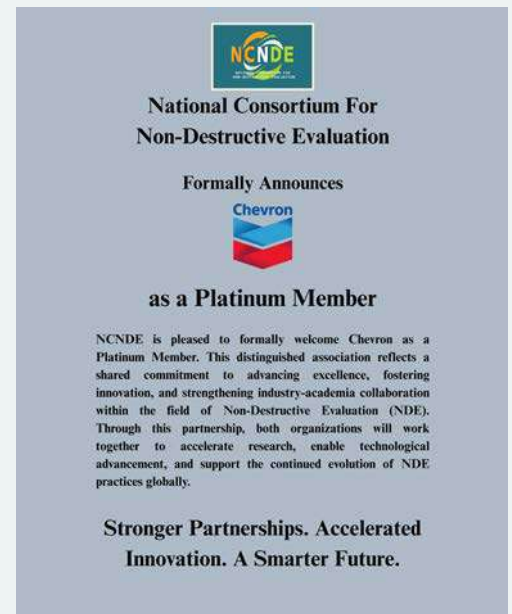 NCNDE
National Consortium For
Non-Destructive Evaluation
Formally Announces
Chevron
as a Platinum Member
NCNDE is pleased to formally welcome Chevron as a
Platinum Member. This distinguished association reflects a
shared commitment to advancing excellence, fostering
innovation, and strengthening industry-academia collaboration
within the field of Non-Destructive Evaluation (NDE).
Through this partnership, both organizations will work
together to accelerate research, enable technological
advancement, and support the continued evolution of NDE
practices globally.
Stronger Partnerships. Accelerated
Innovation. A Smarter Future.